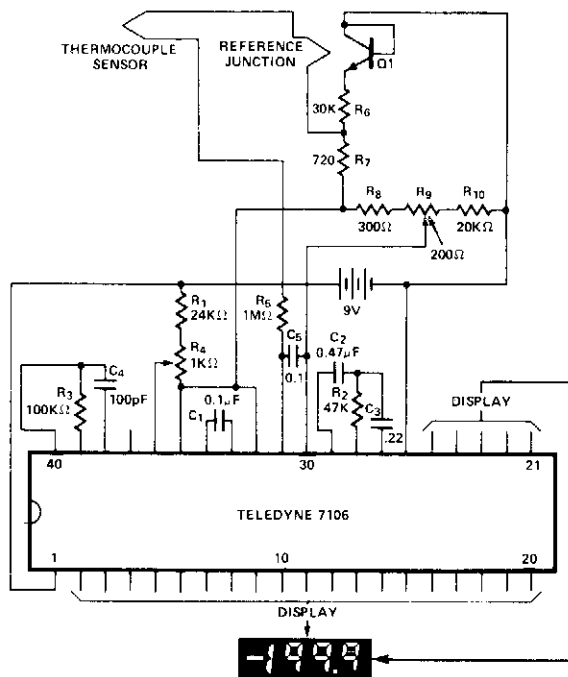 THERMOCOUPLE
SENSOR
REFERENCE
JUNCTION
Q1
30K
R6
720
R7
R8
R9
R10
300Ω
200Ω
20KΩ
9V
R1
24KΩ
R4
1KΩ
R5
1MΩ
C5
0.1
C2
0.47µF
R2
47K
C3
.22
C4
100pF
R3
100KΩ
0.1µF
C1
DISPLAY
40
30
21
TELEDYNE 7106
1
10
20
DISPLAY
-199.9